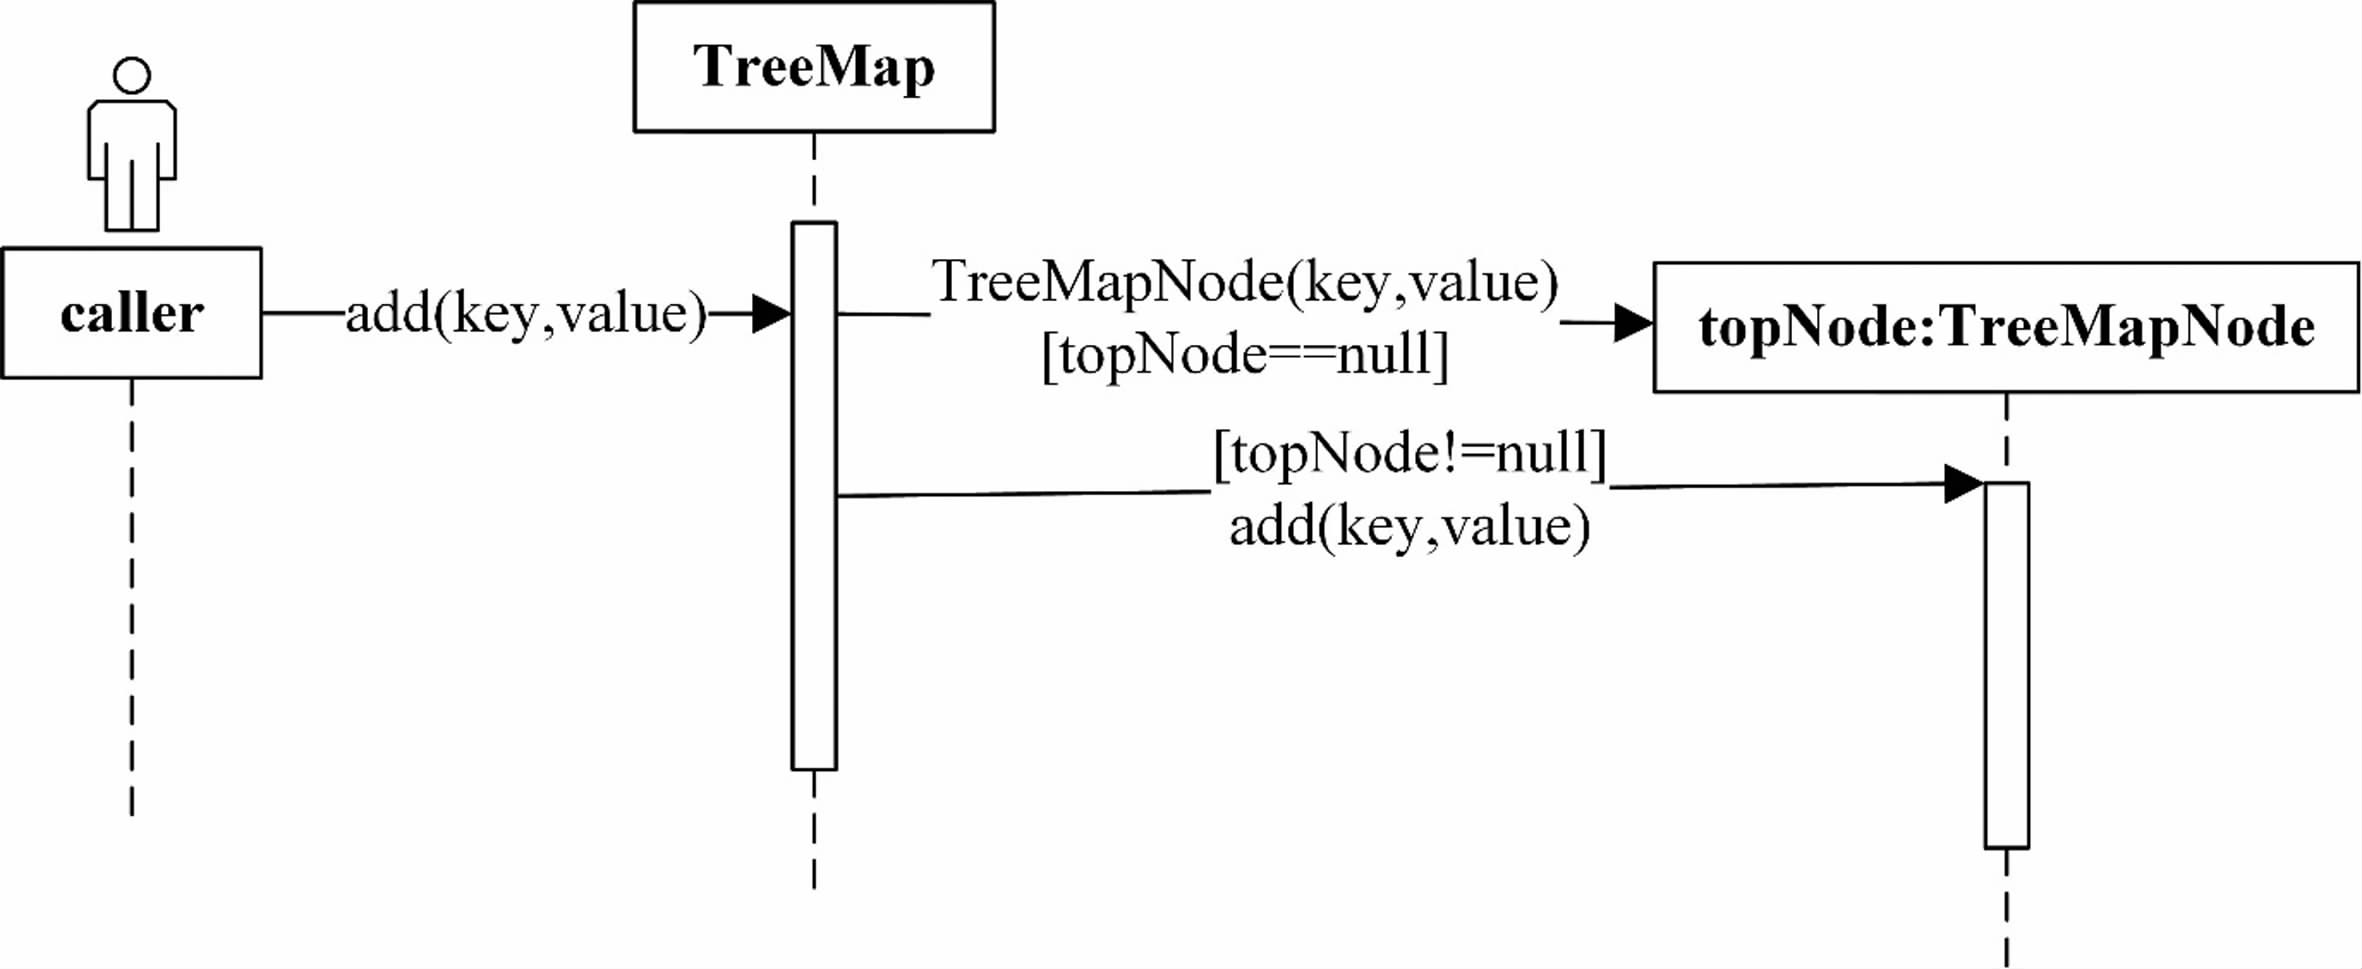 TreeMap
caller
add(key,value)
TreeMapNode(key,value)
[topNode==null]
topNode:TreeMapNode
[topNode!=null]
add(key,value)